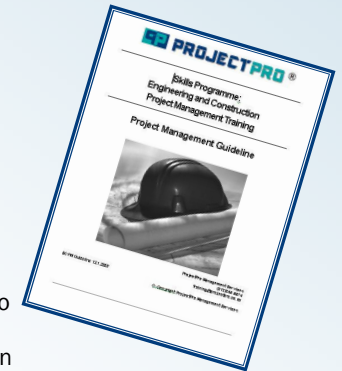 PROJECTPRO ®
Skills Programme;
Engineering and Construction
Project Management Training
Project Management Guideline
o
n